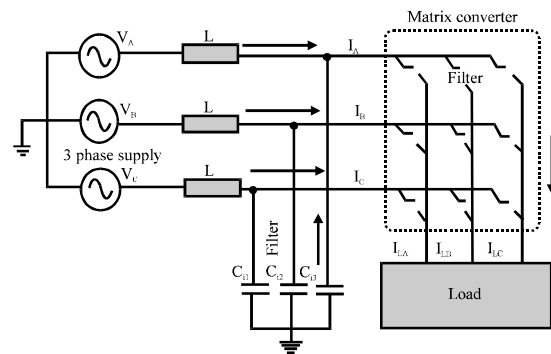 Matrix converter
V_A
L
I_A
Filter
V_B
L
I_B
3 phase supply
V_C
L
I_C
Filter
C_i1
C_i2
C_i3
I_LA
I_LB
I_LC
Load